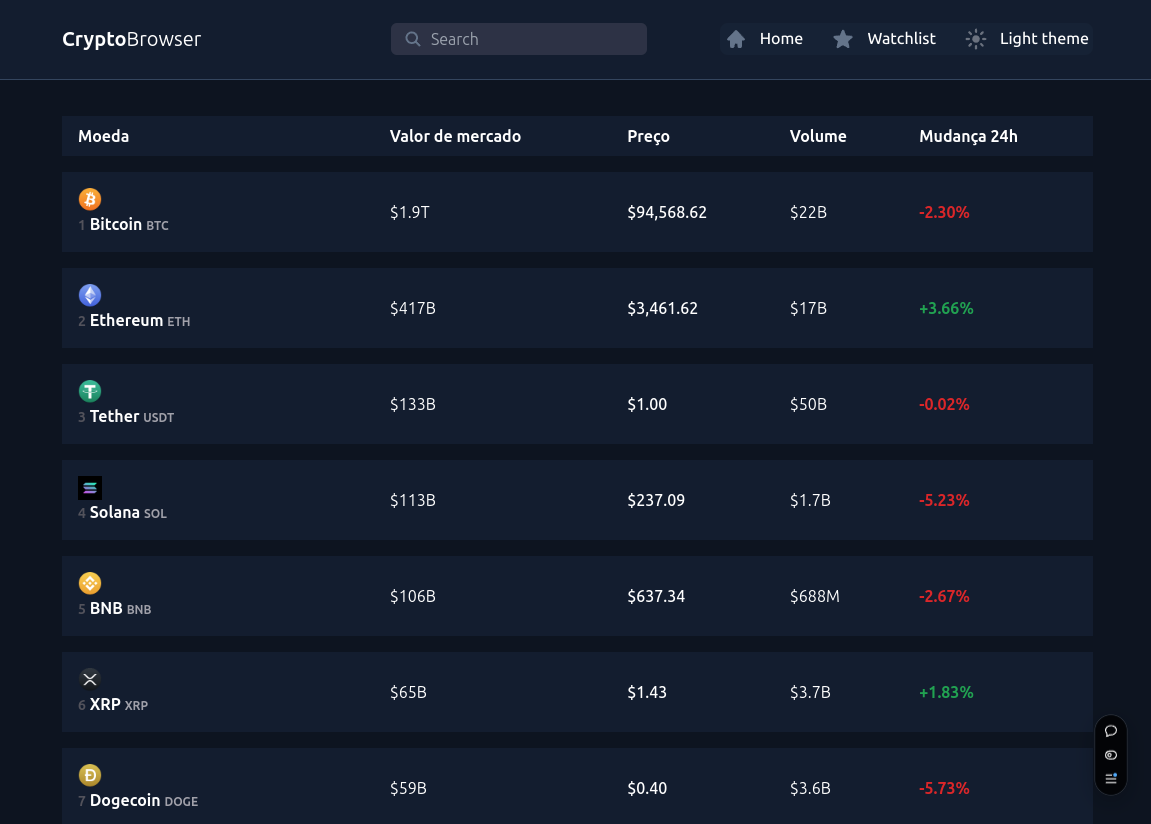 CryptoBrowser Search Home Watchlist Light theme
Moeda Valor de mercado Preço Volume Mudança 24h
1 Bitcoin BTC $1.9T $94,568.62 $22B -2.30%
2 Ethereum ETH $417B $3,461.62 $17B +3.66%
3 Tether USDT $133B $1.00 $50B -0.02%
4 Solana SOL $113B $237.09 $1.7B -5.23%
5 BNB BNB $106B $637.34 $688M -2.67%
6 XRP XRP $65B $1.43 $3.7B +1.83%
7 Dogecoin DOGE $59B $0.40 $3.6B -5.73%